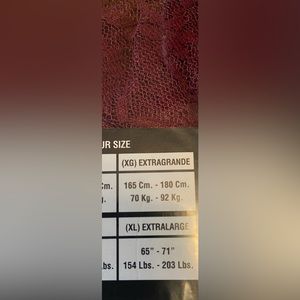 UR SIZE
(XG) EXTRAGRANDE
Cm. 165 Cm. - 180 Cm.
g. 70 Kg. - 92 Kg.
(XL) EXTRALARGE
65" - 71"
Lbs. 154 Lbs. - 203 Lbs.